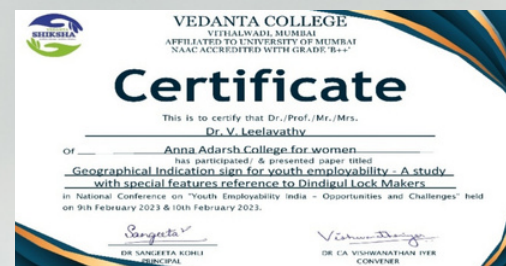 SHIKSHA
VEDANTA COLLEGE
VITHALWADI, MUMBAI
AFFILIATED TO UNIVERSITY OF MUMBAI
NAAC ACCREDITED WITH GRADE 'B++'
Certificate
This is to certify that Dr./Prof./Mr./Mrs.
Dr. V. Leelavathy
Of Anna Adarsh College for women
has participated/ & presented paper titled
Geographical Indication sign for youth employability - A study
with special features reference to Dindigul Lock Makers
in National Conference on "Youth Employability India - Opportunities and Challenges" held
on 9th February 2023 & 10th February 2023.
Sangeeta
DR SANGEETA KOHLI
PRINCIPAL
DR CA VISHWANATHAN IYER
CONVENER